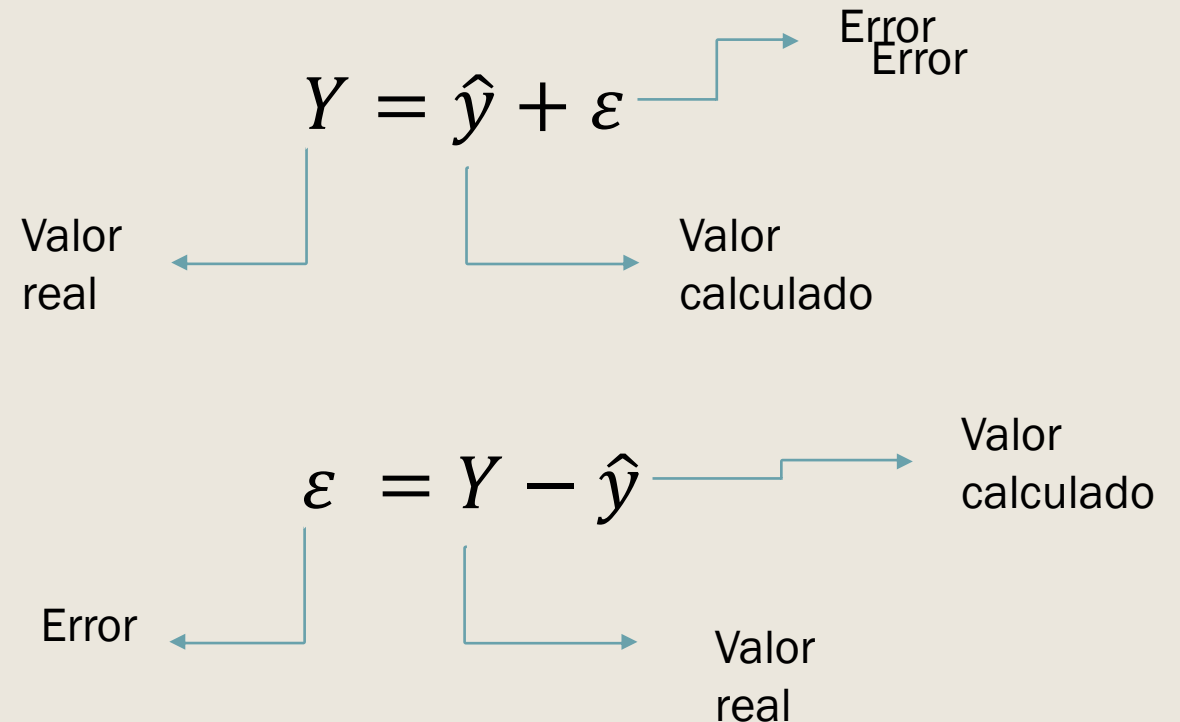 Error
Error
Y = ŷ + ε
Valor
real
Valor
calculado
ε = Y − ŷ
Valor
calculado
Error
Valor
real